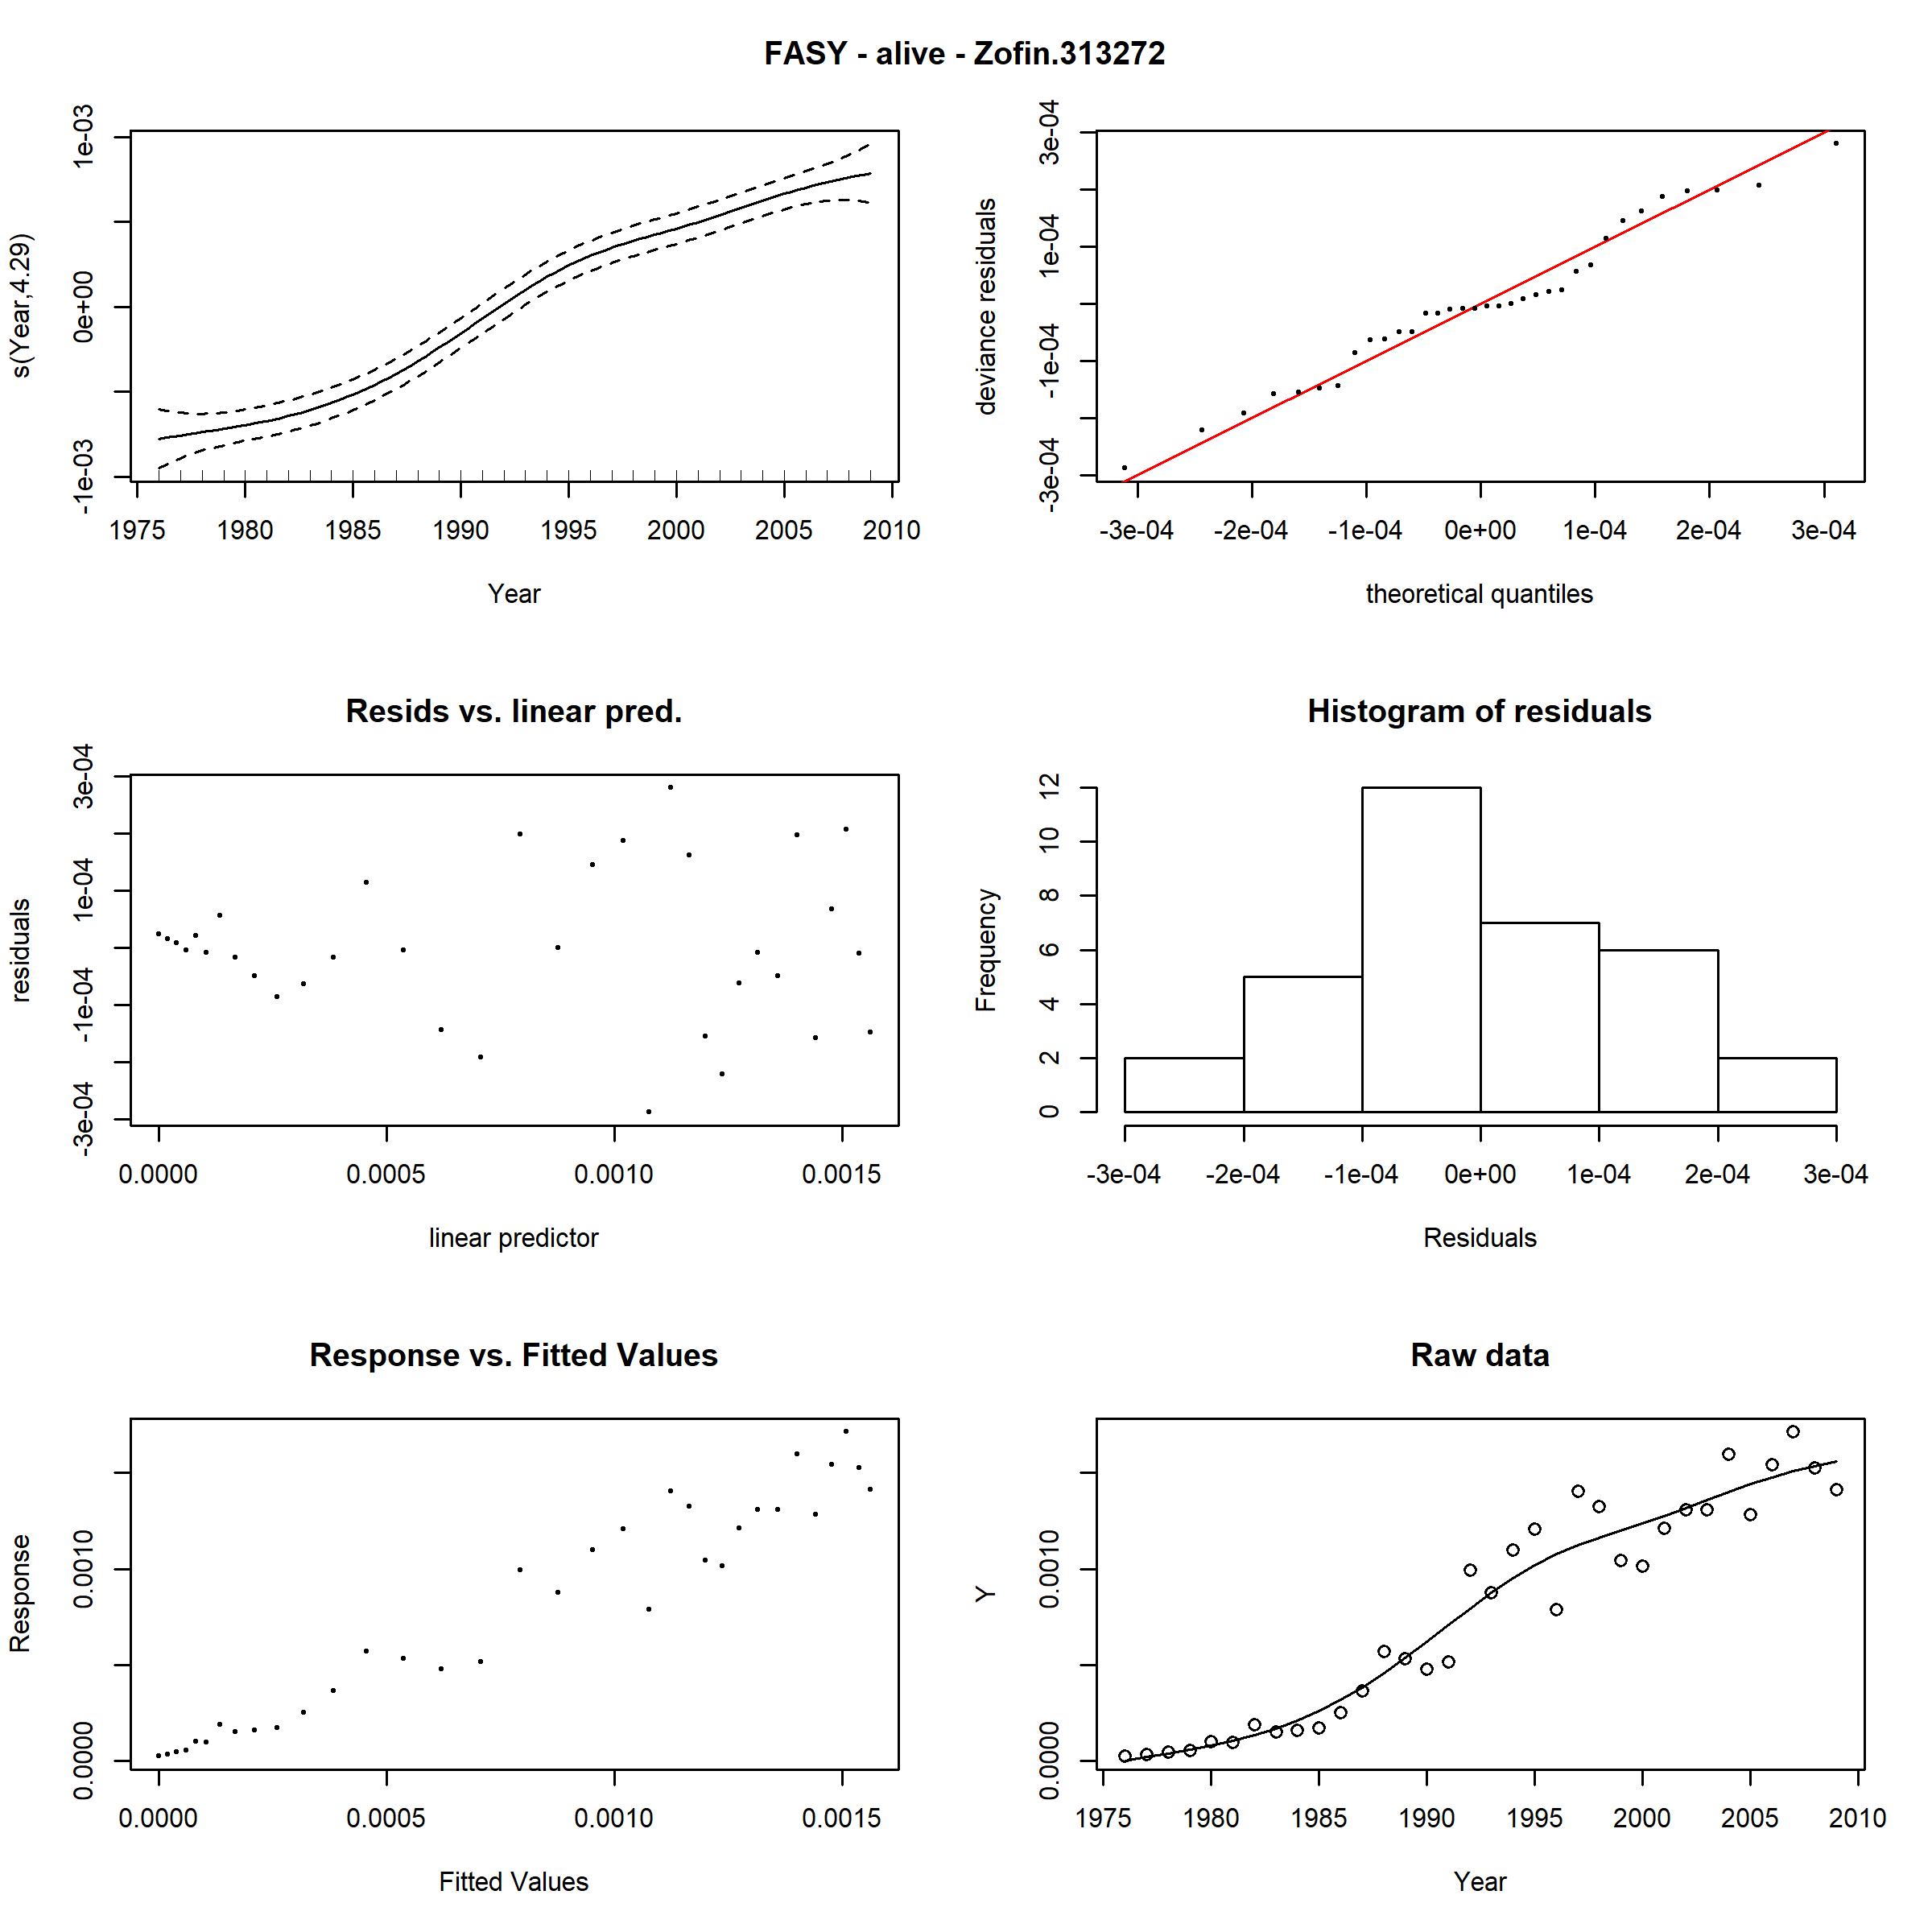 FASY - alive - Zofin.313272
s(Year,4.29)
-1e-03 0e+00 1e-03
1975 1980 1985 1990 1995 2000 2005 2010
Year
deviance residuals
-3e-04 -1e-04 1e-04 3e-04
-3e-04 -2e-04 -1e-04 0e+00 1e-04 2e-04 3e-04
theoretical quantiles
Resids vs. linear pred.
residuals
-3e-04 -1e-04 1e-04 3e-04
0.0000 0.0005 0.0010 0.0015
linear predictor
Histogram of residuals
Frequency
0 2 4 6 8 10 12
-3e-04 -2e-04 -1e-04 0e+00 1e-04 2e-04 3e-04
Residuals
Response vs. Fitted Values
Response
0.0000 0.0010
0.0000 0.0005 0.0010 0.0015
Fitted Values
Raw data
Y
0.0000 0.0010
1975 1980 1985 1990 1995 2000 2005 2010
Year